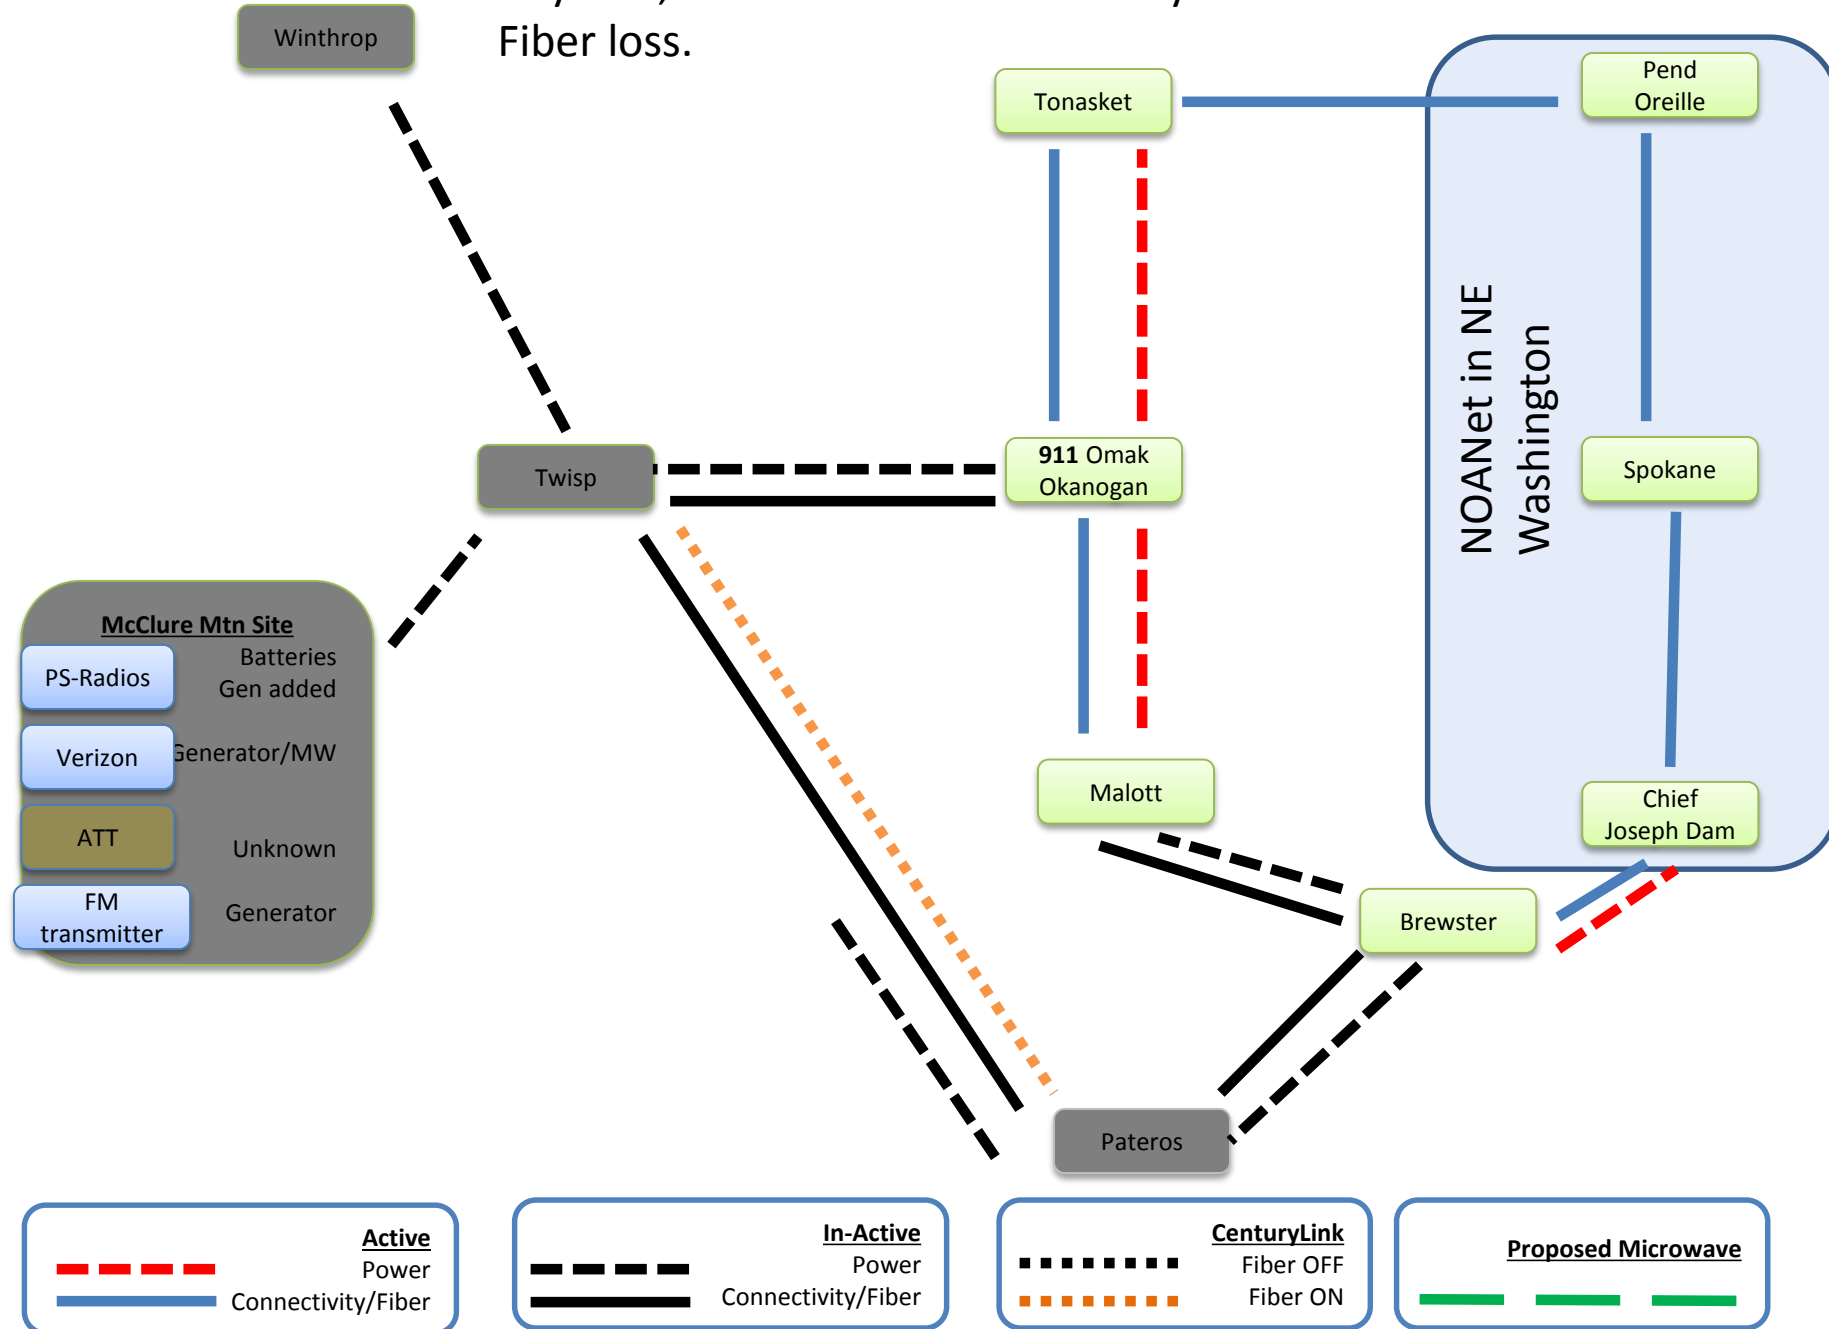 Fiber loss.
Winthrop
Tonasket
Pend
Oreille
NOANet in NE
Washington
Twisp
911 Omak
Okanogan
Spokane
McClure Mtn Site
PS-Radios
Batteries
Gen added
Verizon
Generator/MW
ATT
Unknown
FM
transmitter
Generator
Malott
Chief
Joseph Dam
Brewster
Pateros
Active
Power
Connectivity/Fiber
In-Active
Power
Connectivity/Fiber
CenturyLink
Fiber OFF
Fiber ON
Proposed Microwave